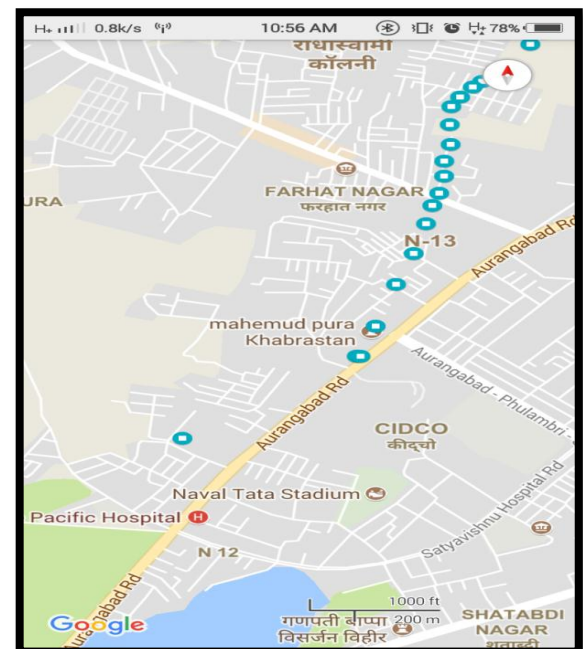 H+ 0.8k/s 10:56 AM H+ 78%
राधास्वामी
कॉलनी
FARHAT NAGAR
फरहात नगर
URA
N-13
Aurangabad Rd
mahemud pura
Khabrastan
Aurangabad - Phulambri -
Aurangabad Rd
CIDCO
कीद्चो
Naval Tata Stadium
Pacific Hospital H
Satyavishnu Hospital Rd
N 12
Aurangabad Rd
1000 ft
200 m
Google
गणपती बाप्पा
विसर्जन विहीर
SHATABDI
NAGAR
शताब्दी